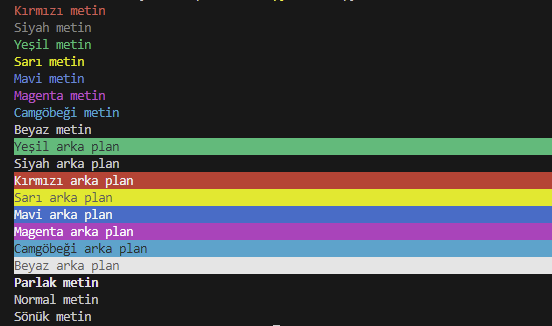 Kırmızı metin
Siyah metin
Yeşil metin
Sarı metin
Mavi metin
Magenta metin
Camgöbeği metin
Beyaz metin
Yeşil arka plan
Siyah arka plan
Kırmızı arka plan
Sarı arka plan
Mavi arka plan
Magenta arka plan
Camgöbeği arka plan
Beyaz arka plan
Parlak metin
Normal metin
Sönük metin